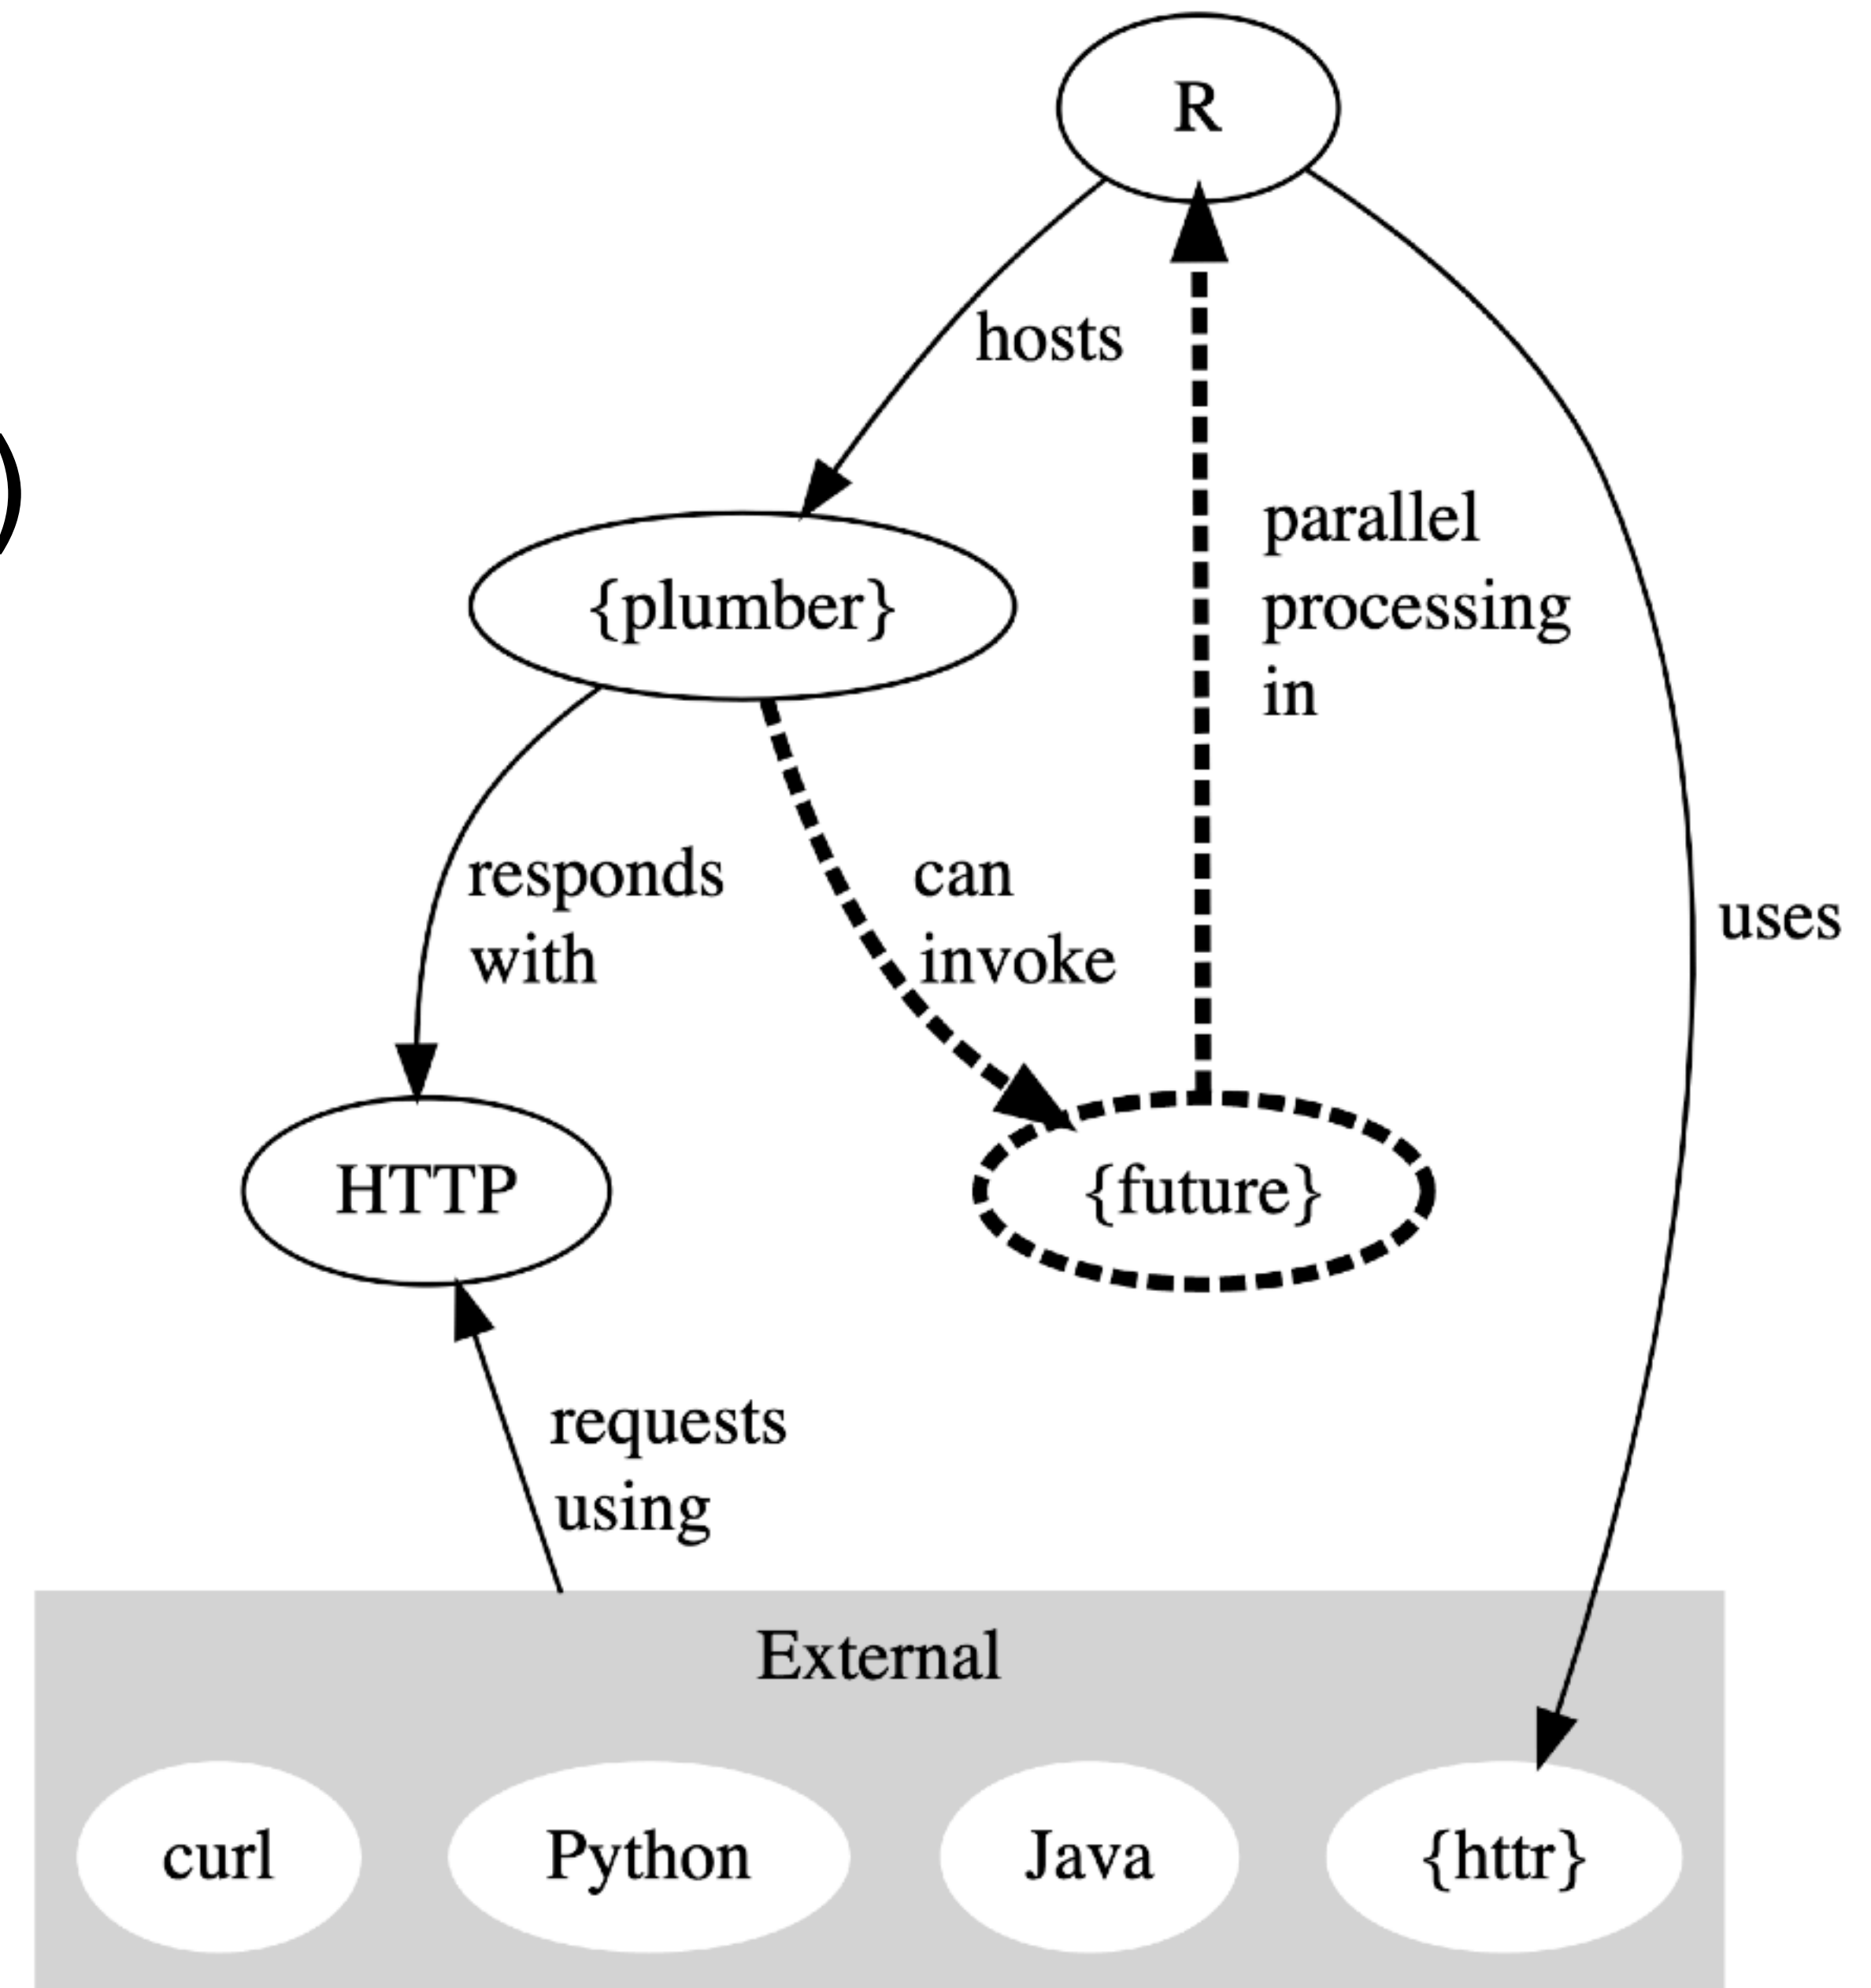 R
hosts
)
parallel
processing
in
{plumber}
responds
with
can
invoke
uses
HTTP
{future}
requests
using
External
curl
Python
Java
{httr}